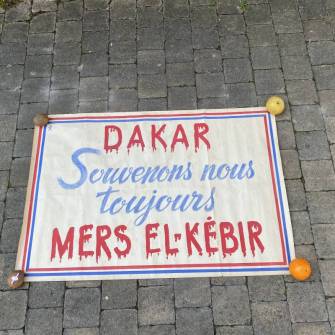 DAKAR
Souvenons nous
toujours
MERS EL-KÉBIR